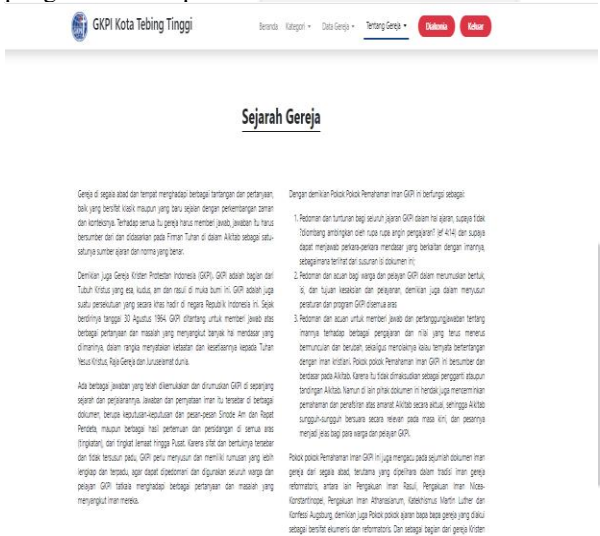 GKPI Kota Tebing Tinggi
Beranda Kategori Data Gereja Tentang Gereja Diakonia Keluar
Sejarah Gereja
Gereja di segala abad dan tempat menghadapi berbagai tantangan dan pertanyaan,
baik yang bersifat klasik maupun yang baru sejalan dengan perkembangan zaman
dan konteksnya. Terhadap semua itu gereja harus memberi jawab, jawaban itu harus
bersumber dari dan didasarkan pada Firman Tuhan di dalam Alkitab sebagai satu-
satunya sumber ajaran dan norma yang benar.
Demikian juga Gereja Kristen Protestan Indonesia (GKPI). GKPI adalah bagian dari
Tubuh Kristus yang esa, kudus, am dan rasuli di muka bumi ini. GKPI adalah juga
suatu persekutuan yang secara khas hadir di negara Republik Indonesia ini. Sejak
berdirinya tanggal 30 Agustus 1964, GKPI ditantang untuk memberi jawab atas
berbagai pertanyaan dan masalah yang menyangkut banyak hal mendasar yang
diimaninya, dalam rangka menyatakan ketaatan dan kesetiaannya kepada Tuhan
Yesus Kristus, Raja Gereja dan Juruselamat dunia.
Ada berbagai jawaban yang telah dikemukakan dan dirumuskan GKPI di sepanjang
sejarah dan perjalanannya. Jawaban dan pernyataan iman itu tersebar di berbagai
dokumen, berupa keputusan-keputusan dan pesan-pesan Sinode Am dan Rapat
Pendeta, maupun berbagai hasil pertemuan dan persidangan di semua aras
(tingkatan), dari tingkat Jemaat hingga Pusat. Karena sifat dan bentuknya tersebar
dan tidak tersusun padu, GKPI perlu menyusun dan memiliki rumusan yang lebih
lengkap dan terpadu, agar dapat dipedomani dan digunakan seluruh warga dan
pelayan GKPI tatkala menghadapi berbagai pertanyaan dan masalah yang
menyangkut iman mereka.
Dengan demikian Pokok Pokok Pemahaman Iman GKPI ini berfungsi sebagai:
1. Pedoman dan tuntunan bagi seluruh jajaran GKPI dalam hal ajaran, supaya tidak
?diombang ambingkan oleh rupa rupa angin pengajaran? (ef 4:14) dan supaya
dapat menjawab perkara-perkara mendasar yang berkaitan dengan imannya,
sebagaimana terlihat dari susunan isi dokumen ini;
2. Pedoman dan acuan bagi warga dan pelayan GKPI dalam merumuskan bentuk,
isi, dan tujuan kesaksian dan pelayanan, demikian juga dalam menyusun
peraturan dan program GKPI disemua aras
3. Pedoman dan acuan untuk memberi jawab dan pertanggungjawaban tentang
imannya terhadap berbagai pengajaran dan nilai yang terus menerus
bermunculan dan berubah, sekaligus menolaknya kalau ternyata bertentangan
dengan iman kristiani. Pokok pokok Pemahaman Iman GKPI ini bersumber dan
berdasar pada Alkitab. Karena itu tidak dimaksudkan sebagai pengganti ataupun
tandingan Alkitab. Namun di lain pihak dokumen ini hendak juga mencerminkan
pemahaman dan penafsiran atas amanat Alkitab secara aktual, sehingga Alkitab
sungguh-sungguh bersuara secara relevan pada masa kini, dan pesannya
menjadi jelas bagi para warga dan pelayan GKPI.
Pokok pokok Pemahaman Iman GKPI ini juga mengacu pada sejumlah dokumen iman
gereja dari segala abad, terutama yang dipelihara dalam tradisi iman gereja
reformatoris, antara lain Pengakuan Iman Rasuli, Pengakuan Iman Nicea-
Konstantinopel, Pengakuan Iman Athanasianum, Katekhismus Martin Luther dan
Konfessi Augsburg, demikian juga Pokok pokok ajaran bapa bapa gereja yang diakui
sebagai bersifat ekumenis dan reformatoris. Dan sebagai bagian dari gereja Kristen